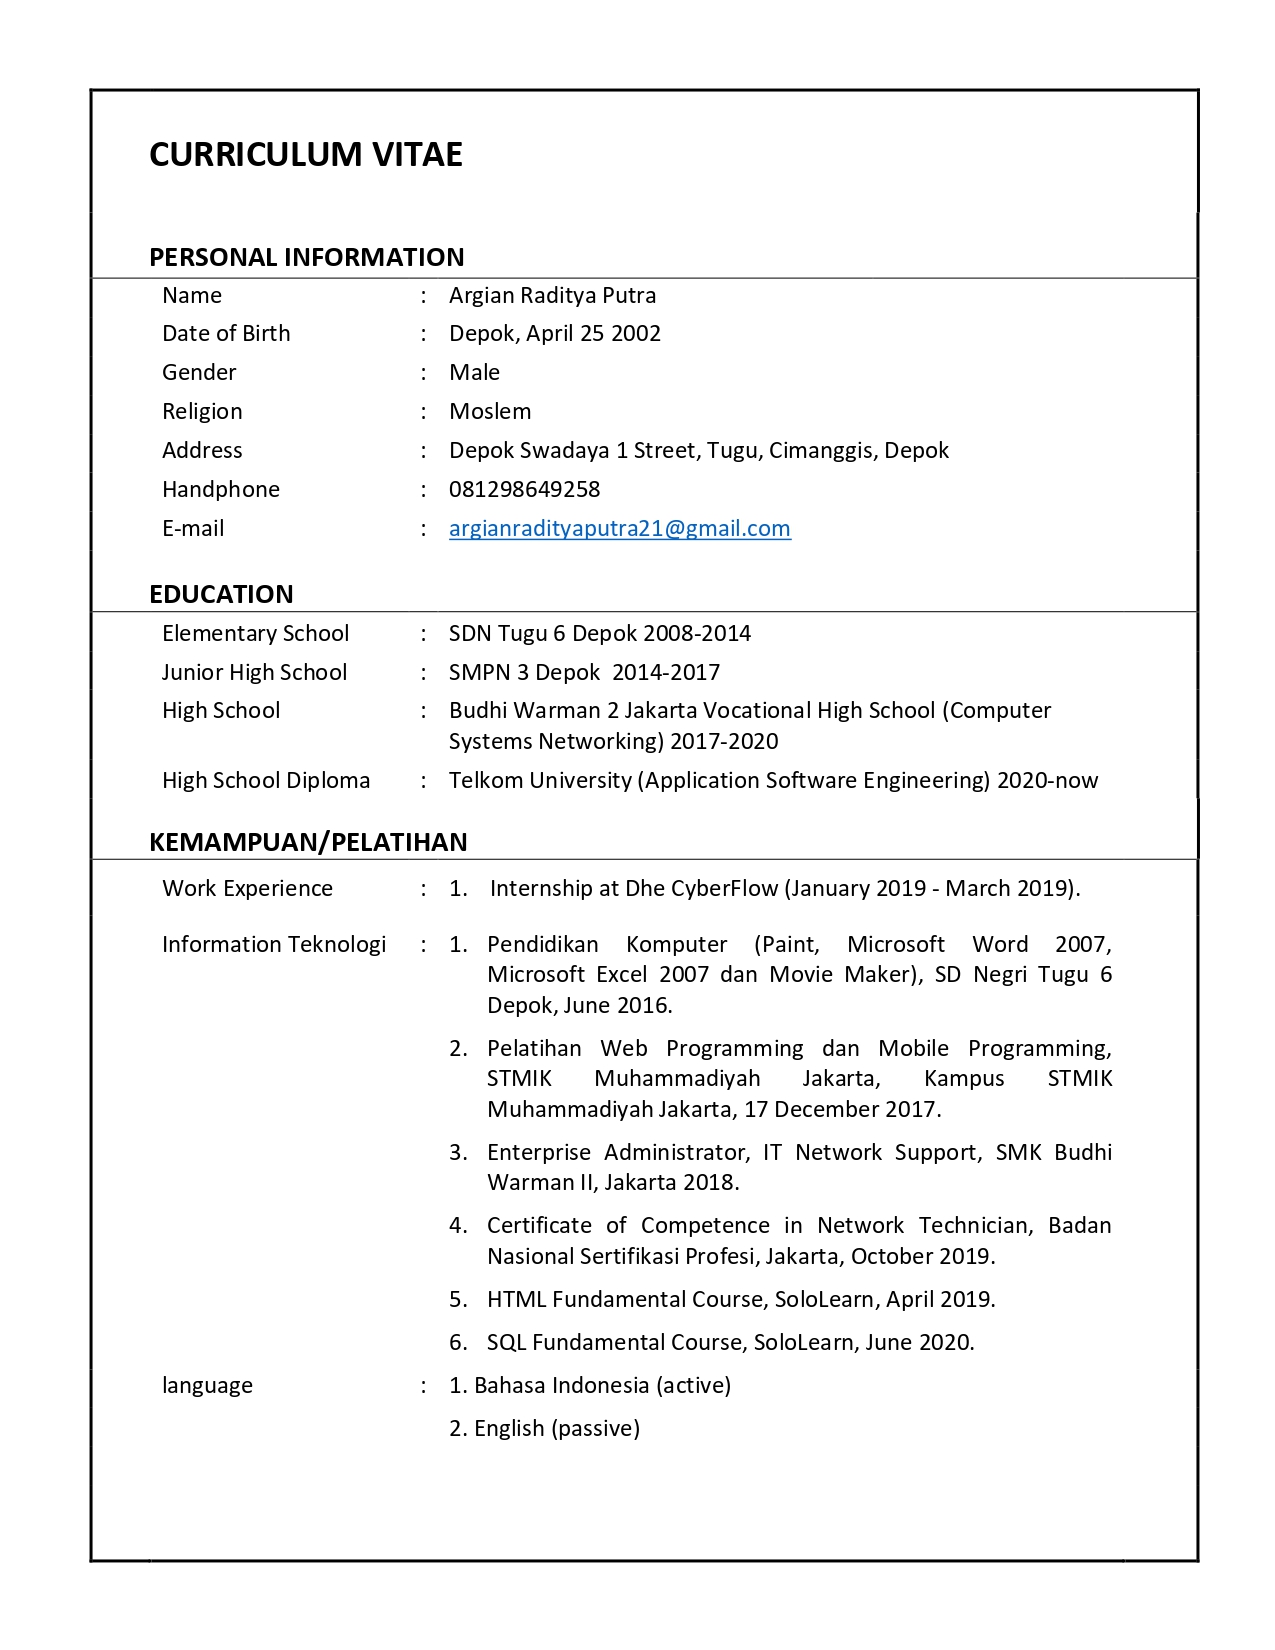 CURRICULUM VITAE
PERSONAL INFORMATION
Name : Argian Raditya Putra
Date of Birth : Depok, April 25 2002
Gender : Male
Religion : Moslem
Address : Depok Swadaya 1 Street, Tugu, Cimanggis, Depok
Handphone : 081298649258
E-mail : argianradityaputra21@gmail.com
EDUCATION
Elementary School : SDN Tugu 6 Depok 2008-2014
Junior High School : SMPN 3 Depok 2014-2017
High School : Budhi Warman 2 Jakarta Vocational High School (Computer
Systems Networking) 2017-2020
High School Diploma : Telkom University (Application Software Engineering) 2020-now
KEMAMPUAN/PELATIHAN
Work Experience : 1. Internship at Dhe CyberFlow (January 2019 - March 2019).
Information Teknologi : 1. Pendidikan Komputer (Paint, Microsoft Word 2007,
Microsoft Excel 2007 dan Movie Maker), SD Negri Tugu 6
Depok, June 2016.
2. Pelatihan Web Programming dan Mobile Programming,
STMIK Muhammadiyah Jakarta, Kampus STMIK
Muhammadiyah Jakarta, 17 December 2017.
3. Enterprise Administrator, IT Network Support, SMK Budhi
Warman II, Jakarta 2018.
4. Certificate of Competence in Network Technician, Badan
Nasional Sertifikasi Profesi, Jakarta, October 2019.
5. HTML Fundamental Course, SoloLearn, April 2019.
6. SQL Fundamental Course, SoloLearn, June 2020.
language : 1. Bahasa Indonesia (active)
2. English (passive)